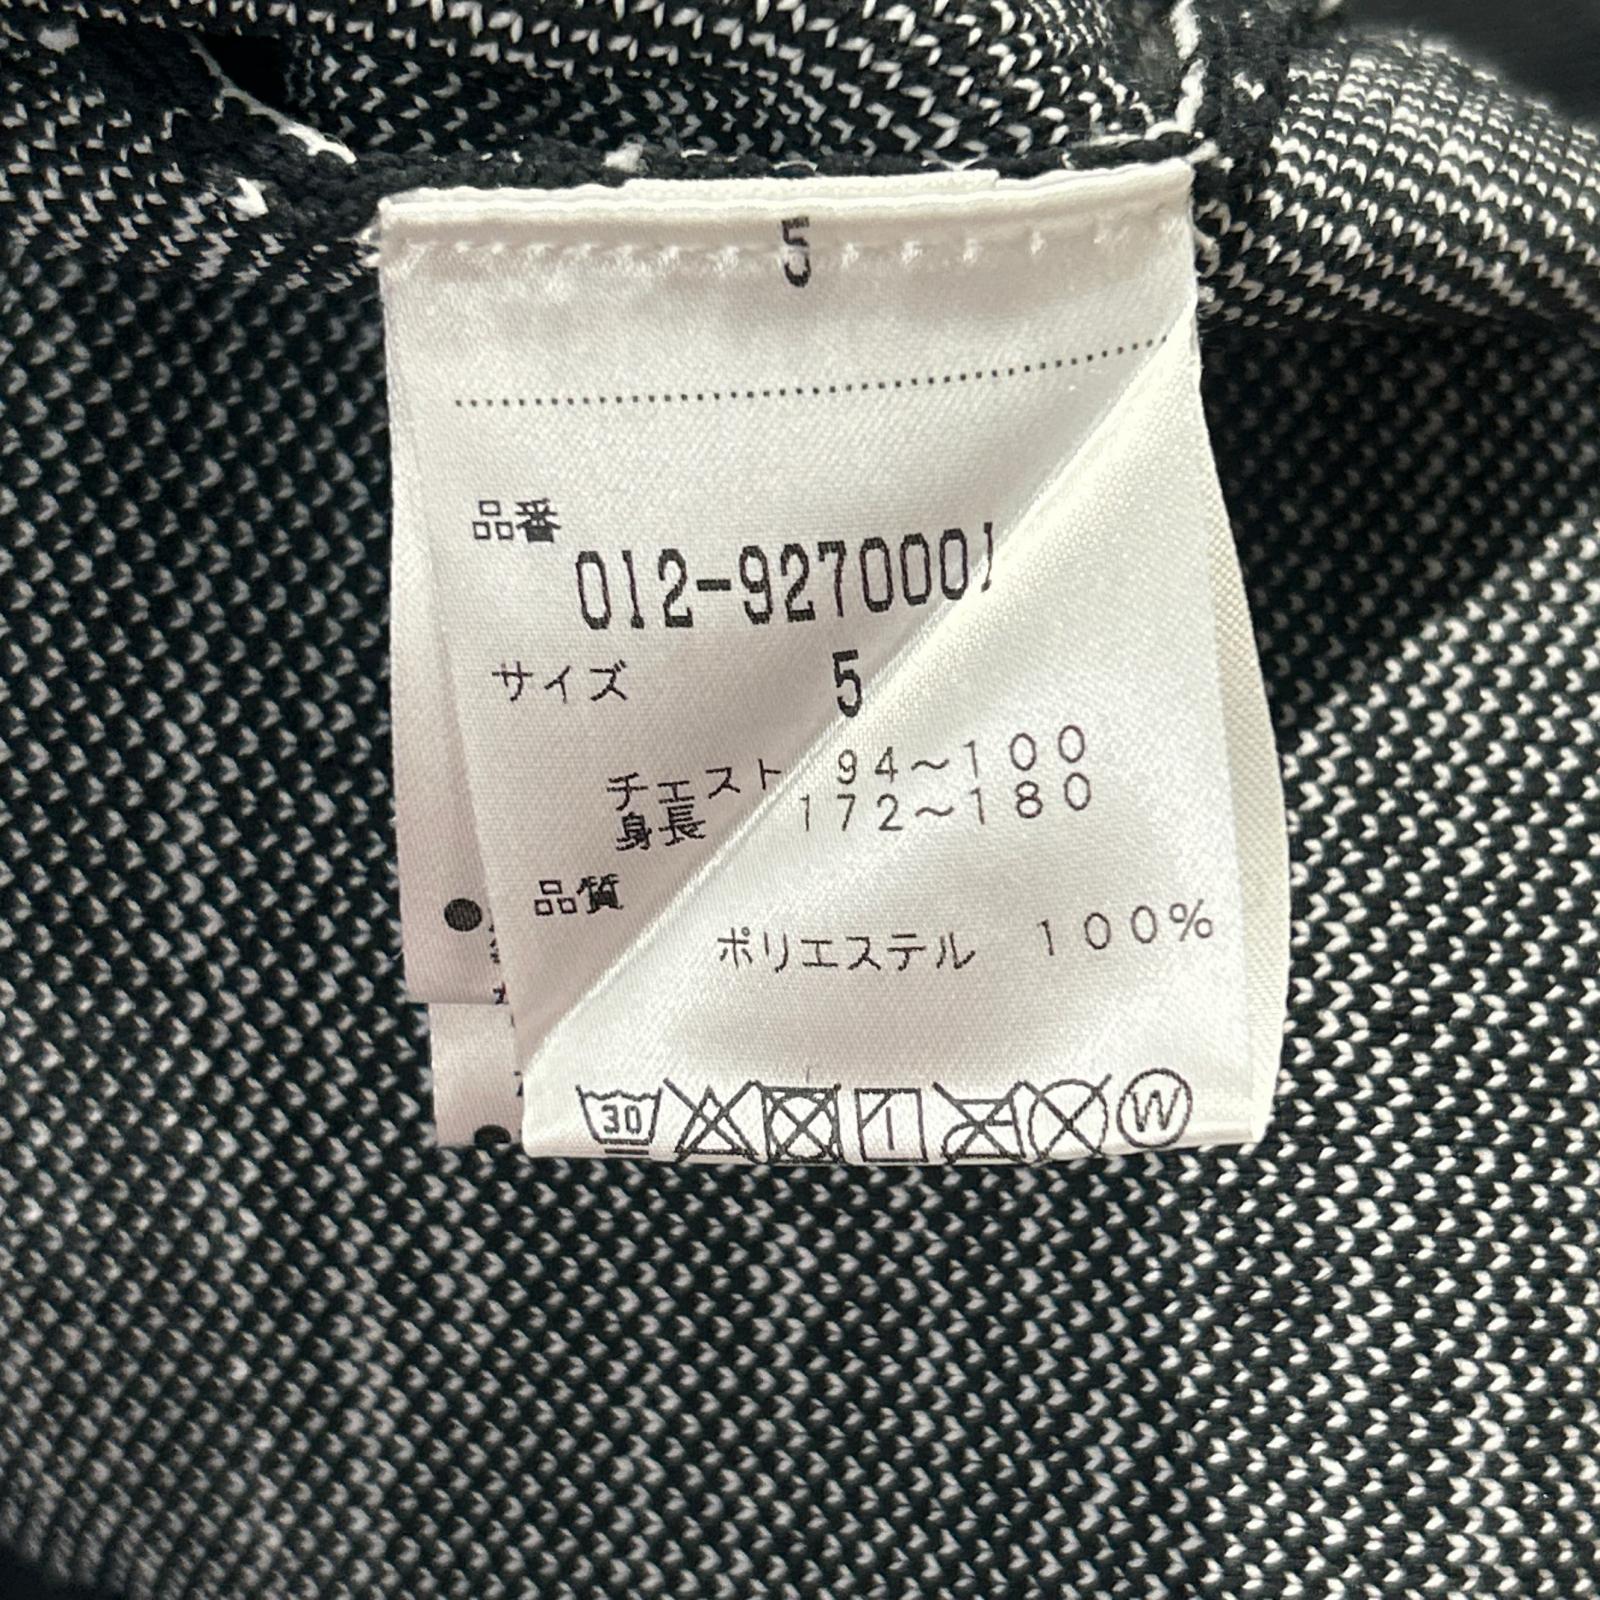 5
品番
012-9270001
サイズ 5
チェスト 94～100
身長 172～180
品質
ポリエステル 100%
30
W